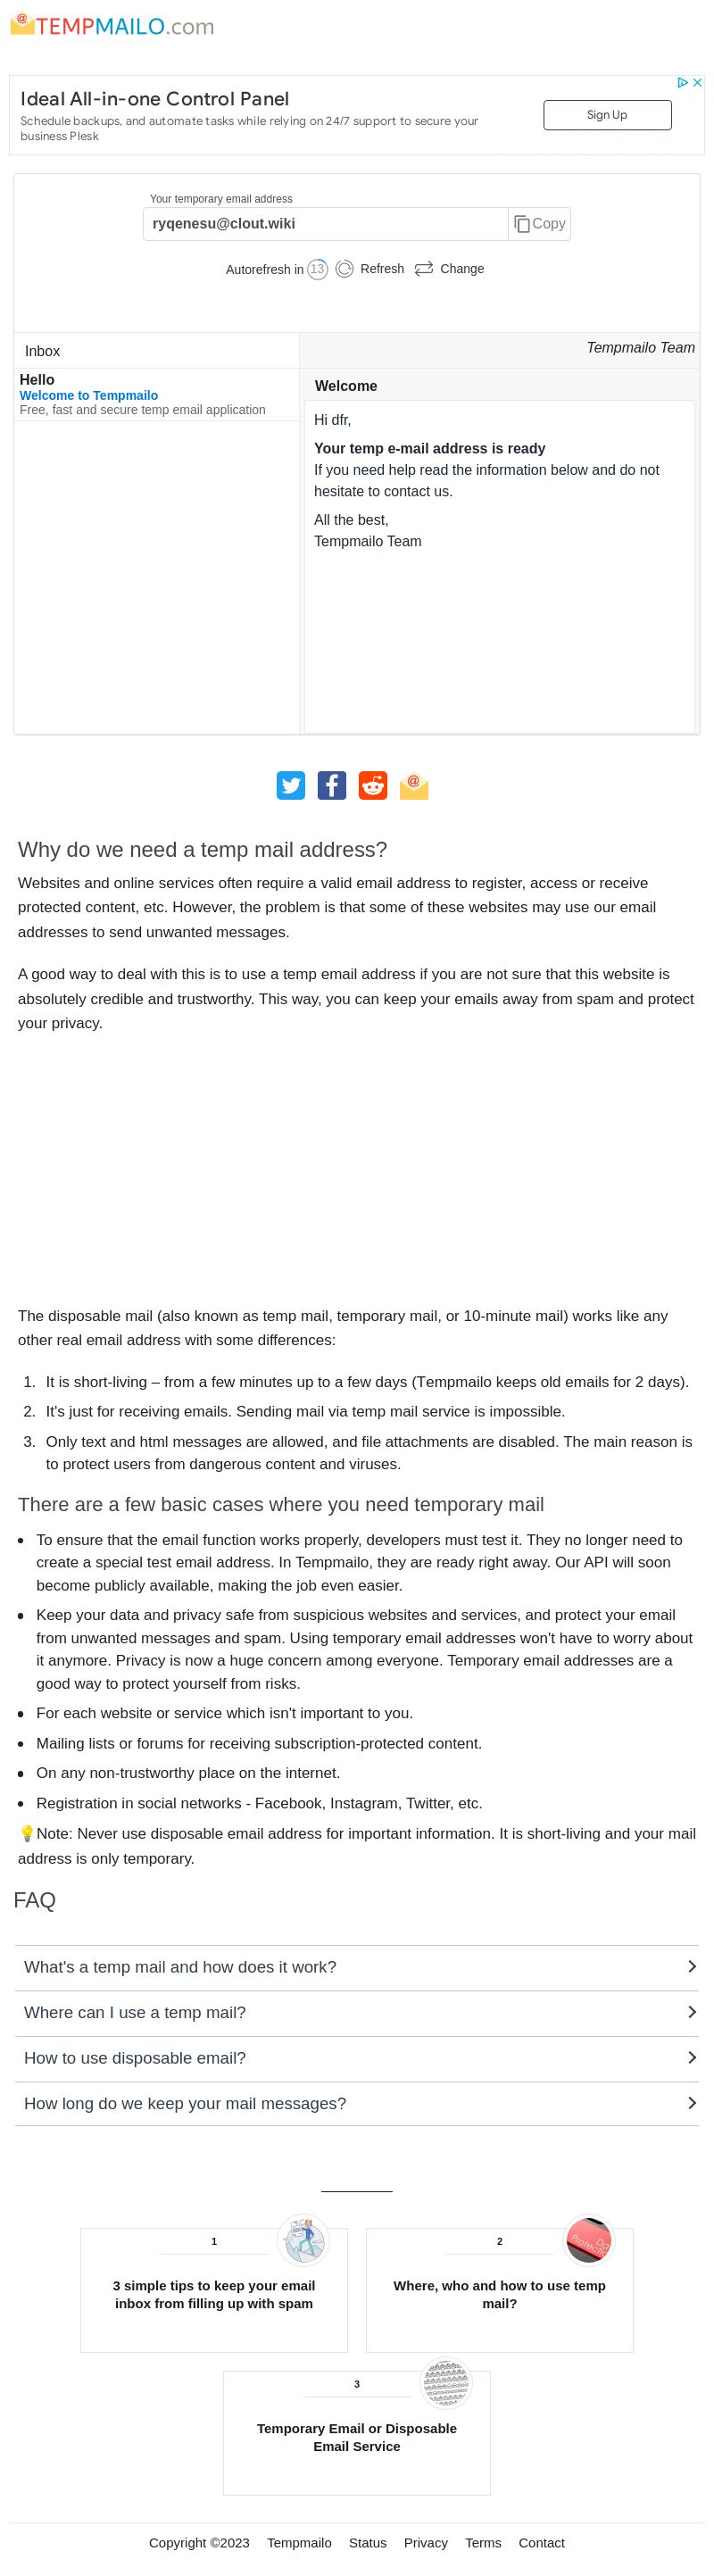 TEMPMAILO.com
Ideal All-in-one Control Panel
Schedule backups, and automate tasks while relying on 24/7 support to secure your
business Plesk
Sign Up
Your temporary email address
ryqenesu@clout.wiki
Copy
Autorefresh in 13 Refresh Change
Inbox
Tempmailo Team
Hello
Welcome to Tempmailo
Free, fast and secure temp email application
Welcome
Hi dfr,
Your temp e-mail address is ready
If you need help read the information below and do not
hesitate to contact us.
All the best,
Tempmailo Team
Why do we need a temp mail address?
Websites and online services often require a valid email address to register, access or receive
protected content, etc. However, the problem is that some of these websites may use our email
addresses to send unwanted messages.
A good way to deal with this is to use a temp email address if you are not sure that this website is
absolutely credible and trustworthy. This way, you can keep your emails away from spam and protect
your privacy.
The disposable mail (also known as temp mail, temporary mail, or 10-minute mail) works like any
other real email address with some differences:
1. It is short-living – from a few minutes up to a few days (Tempmailo keeps old emails for 2 days).
2. It's just for receiving emails. Sending mail via temp mail service is impossible.
3. Only text and html messages are allowed, and file attachments are disabled. The main reason is
to protect users from dangerous content and viruses.
There are a few basic cases where you need temporary mail
• To ensure that the email function works properly, developers must test it. They no longer need to
create a special test email address. In Tempmailo, they are ready right away. Our API will soon
become publicly available, making the job even easier.
• Keep your data and privacy safe from suspicious websites and services, and protect your email
from unwanted messages and spam. Using temporary email addresses won't have to worry about
it anymore. Privacy is now a huge concern among everyone. Temporary email addresses are a
good way to protect yourself from risks.
• For each website or service which isn't important to you.
• Mailing lists or forums for receiving subscription-protected content.
• On any non-trustworthy place on the internet.
• Registration in social networks - Facebook, Instagram, Twitter, etc.
💡Note: Never use disposable email address for important information. It is short-living and your mail
address is only temporary.
FAQ
What's a temp mail and how does it work?
Where can I use a temp mail?
How to use disposable email?
How long do we keep your mail messages?
1
3 simple tips to keep your email
inbox from filling up with spam
2
Where, who and how to use temp
mail?
3
Temporary Email or Disposable
Email Service
Copyright ©2023 Tempmailo Status Privacy Terms Contact